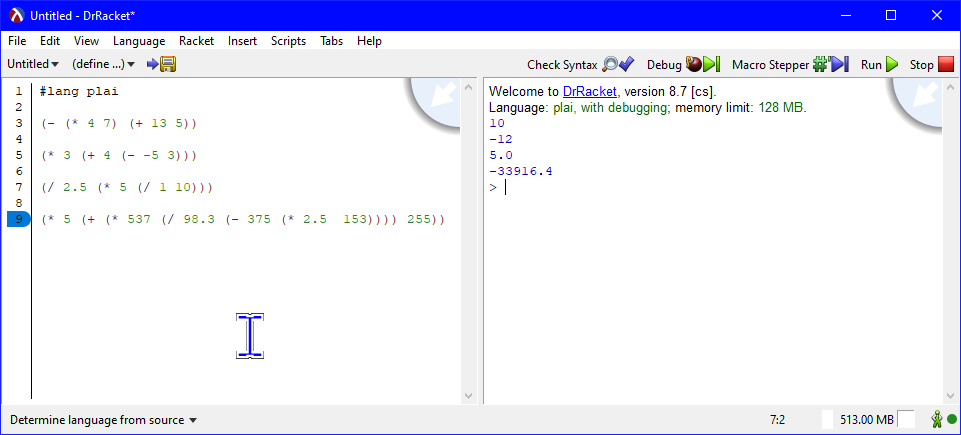 Untitled - DrRacket*
File Edit View Language Racket Insert Scripts Tabs Help
Untitled (define ...) Check Syntax Debug Macro Stepper Run Stop
1 #lang plai
2
3 (- (* 4 7) (+ 13 5))
4
5 (* 3 (+ 4 (- -5 3)))
6
7 (/ 2.5 (* 5 (/ 1 10)))
8
9 (* 5 (+ (* 537 (/ 98.3 (- 375 (* 2.5  153)))) 255))
Welcome to DrRacket, version 8.7 [cs].
Language: plai, with debugging; memory limit: 128 MB.
10
-12
5.0
-33916.4
>
Determine language from source 7:2 513.00 MB